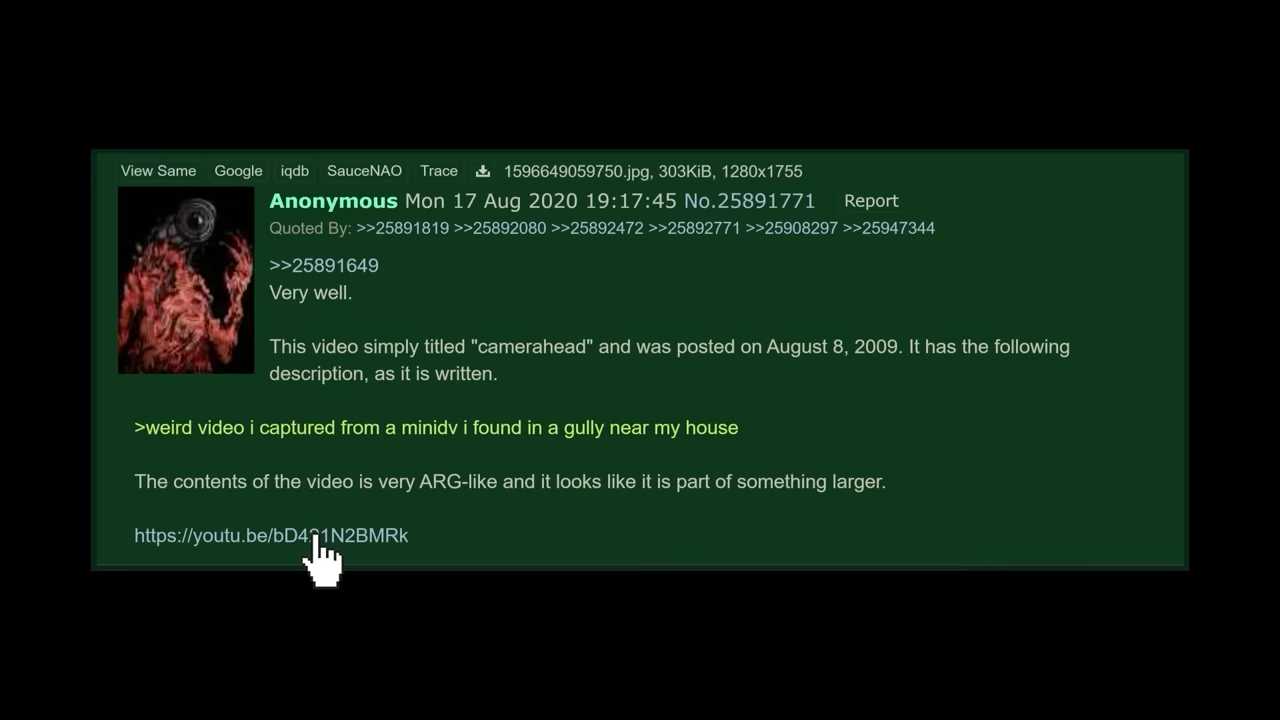 View Same Google iqdb SauceNAO Trace 1596649059750.jpg, 303KiB, 1280x1755
Anonymous Mon 17 Aug 2020 19:17:45 No.25891771 Report
Quoted By: >>25891819 >>25892080 >>25892472 >>25892771 >>25908297 >>25947344
>>25891649
Very well.
This video simply titled "camerahead" and was posted on August 8, 2009. It has the following
description, as it is written.
>weird video i captured from a minidv i found in a gully near my house
The contents of the video is very ARG-like and it looks like it is part of something larger.